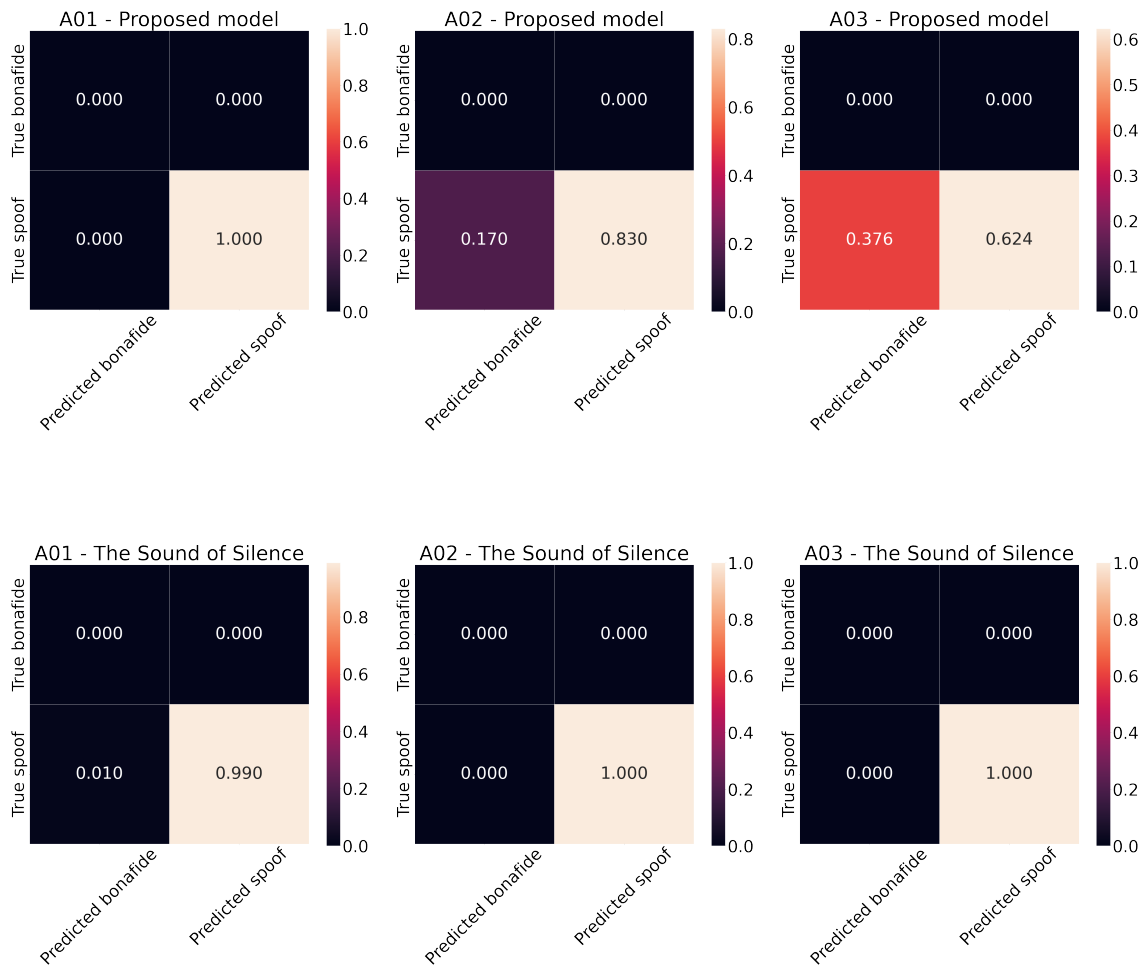 A01 - Proposed model
True bonafide
True spoof
0.000
0.000
0.000
1.000
Predicted bonafide
Predicted spoof
1.0
0.8
0.6
0.4
0.2
0.0
A02 - Proposed model
True bonafide
True spoof
0.000
0.000
0.170
0.830
Predicted bonafide
Predicted spoof
0.8
0.6
0.4
0.2
0.0
A03 - Proposed model
True bonafide
True spoof
0.000
0.000
0.376
0.624
Predicted bonafide
Predicted spoof
0.6
0.5
0.4
0.3
0.2
0.1
0.0
A01 - The Sound of Silence
True bonafide
True spoof
0.000
0.000
0.010
0.990
Predicted bonafide
Predicted spoof
0.8
0.6
0.4
0.2
0.0
A02 - The Sound of Silence
True bonafide
True spoof
0.000
0.000
0.000
1.000
Predicted bonafide
Predicted spoof
1.0
0.8
0.6
0.4
0.2
0.0
A03 - The Sound of Silence
True bonafide
True spoof
0.000
0.000
0.000
1.000
Predicted bonafide
Predicted spoof
1.0
0.8
0.6
0.4
0.2
0.0